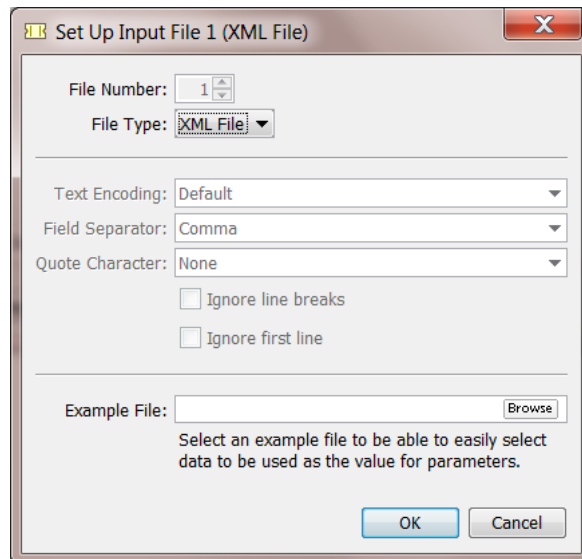 Set Up Input File 1 (XML File)
X
File Number: 1
File Type: XML File
Text Encoding: Default
Field Separator: Comma
Quote Character: None
Ignore line breaks
Ignore first line
Example File: Browse
Select an example file to be able to easily select
data to be used as the value for parameters.
OK Cancel